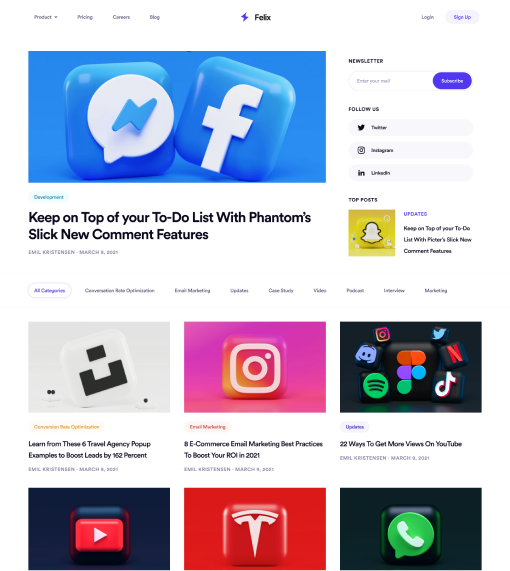 Product
Pricing
Careers
Blog
Felix
Login
Sign Up
Development
Keep on Top of your To-Do List With Phantom's
Slick New Comment Features
EMIL KRISTENSEN · MARCH 9, 2021
NEWSLETTER
Enter your mail
Subscribe
FOLLOW US
Twitter
Instagram
LinkedIn
TOP POSTS
UPDATES
Keep on Top of your To-Do
List With Picter's Slick New
Comment Features
All Categories
Conversation Rate Optimization
Email Marketing
Updates
Case Study
Video
Podcast
Interview
Marketing
Conversion Rate Optimization
Learn from These 6 Travel Agency Popup
Examples to Boost Leads by 162 Percent
EMIL KRISTENSEN · MARCH 9, 2021
Email Marketing
8 E-Commerce Email Marketing Best Practices
To Boost Your ROI in 2021
EMIL KRISTENSEN · MARCH 9, 2021
Updates
22 Ways To Get More Views On YouTube
EMIL KRISTENSEN · MARCH 9, 2021